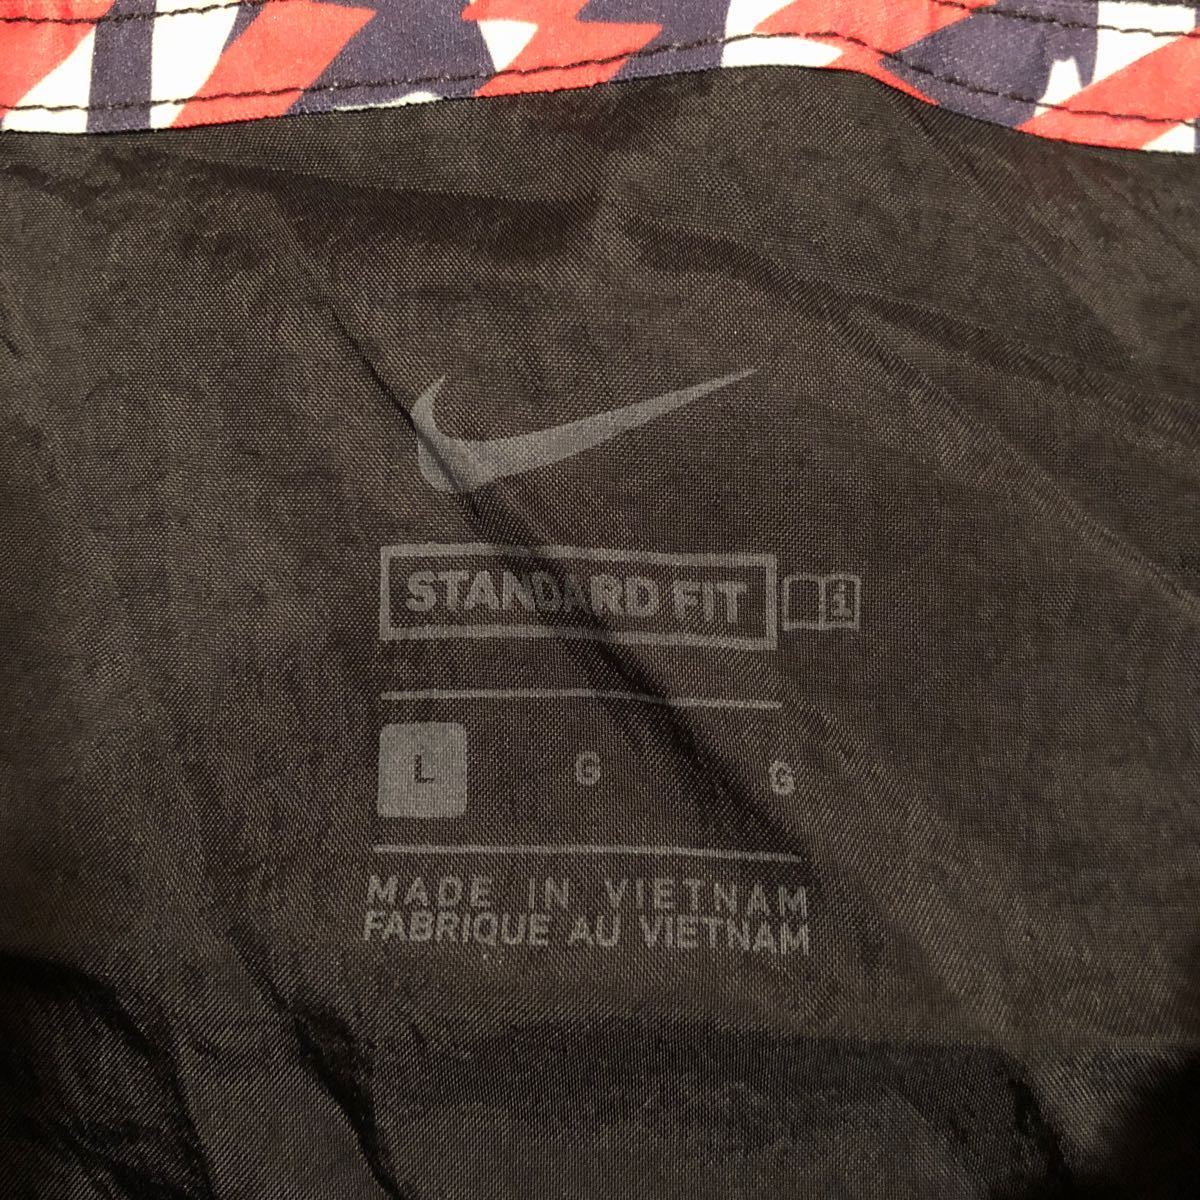 STANDARD FIT
L G G
MADE IN VIETNAM
FABRIQUE AU VIETNAM